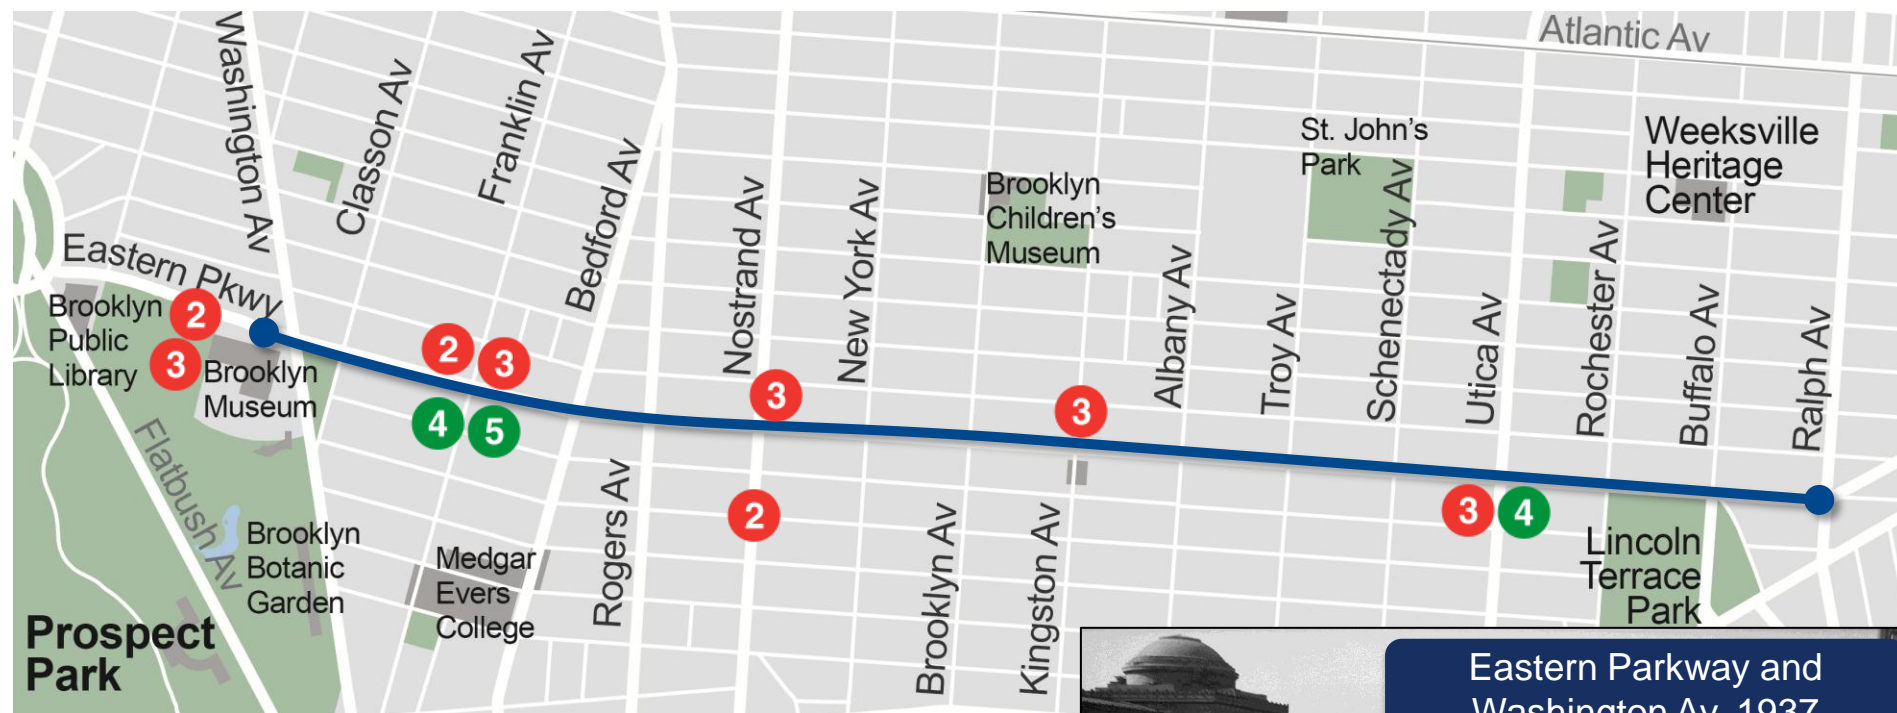 Atlantic Av
Washington Av
Classon Av
Franklin Av
Bedford Av
St. John's
Park
Weeksville
Heritage
Center
Brooklyn
Children's
Museum
Nostrand Av
New York Av
Albany Av
Troy Av
Schenectady Av
Utica Av
Rochester Av
Buffalo Av
Ralph Av
Eastern Pkwy
Brooklyn
Public
Library
2
3
Brooklyn
Museum
2
3
4
5
3
3
2
3
4
Flatbush Av
Brooklyn
Botanic
Garden
Medgar
Evers
College
Rogers Av
Brooklyn Av
Kingston Av
Lincoln
Terrace
Park
Prospect
Park
Eastern Parkway and
Washington Av, 1937